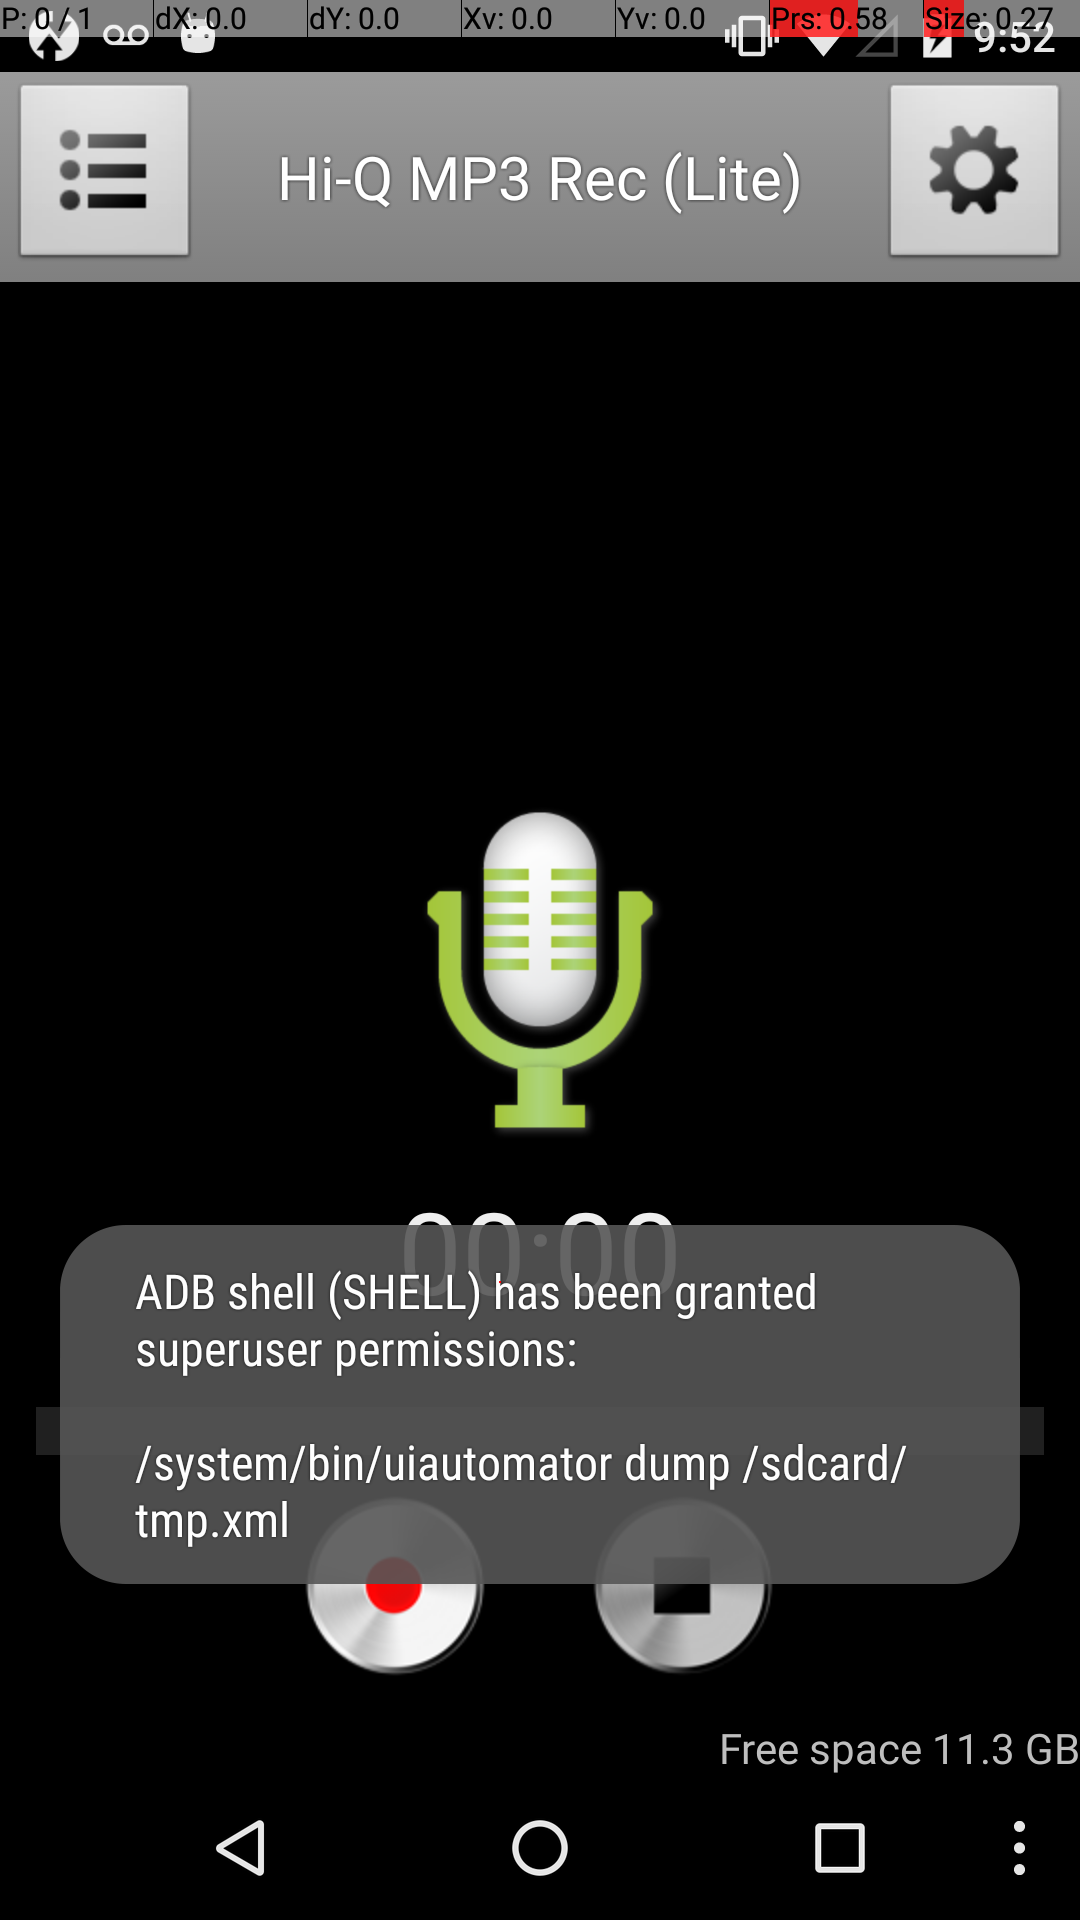 P: 0 / 1 dX: 0.0 dY: 0.0 Xv: 0.0 Yv: 0.0 Prs: 0.58 Size: 0.27
9:52
Hi-Q MP3 Rec (Lite)
00:00
ADB shell (SHELL) has been granted
superuser permissions:
/system/bin/uiautomator dump /sdcard/
tmp.xml
Free space 11.3 GB